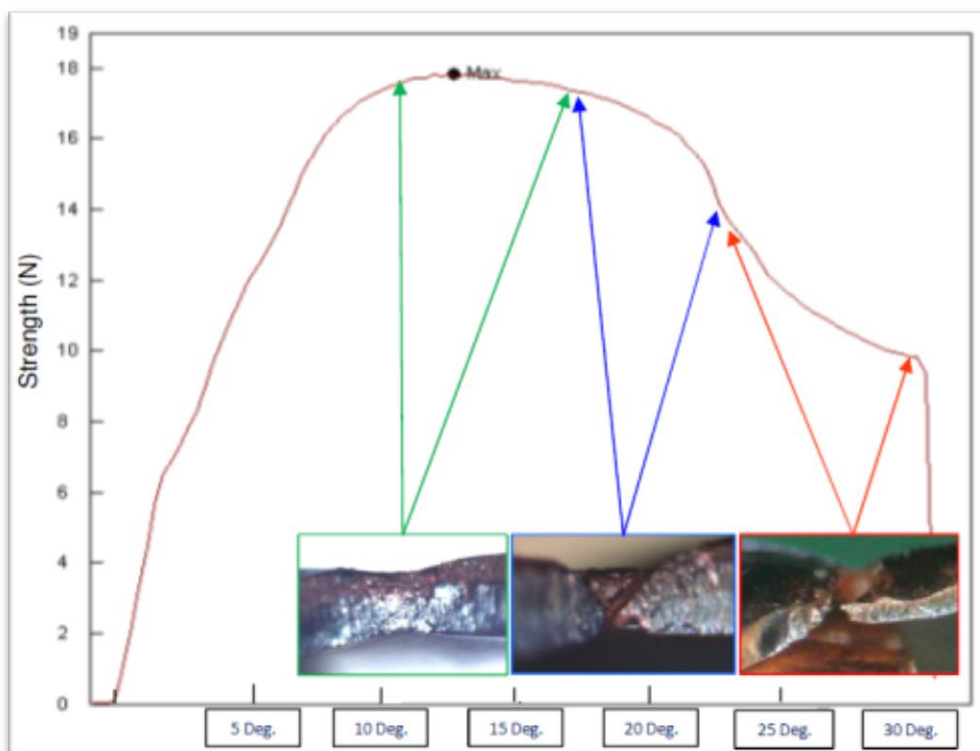 19
18
Max
16
14
12
10
8
6
4
2
0
Strength (N)
5 Deg.
10 Deg.
15 Deg.
20 Deg.
25 Deg.
30 Deg.